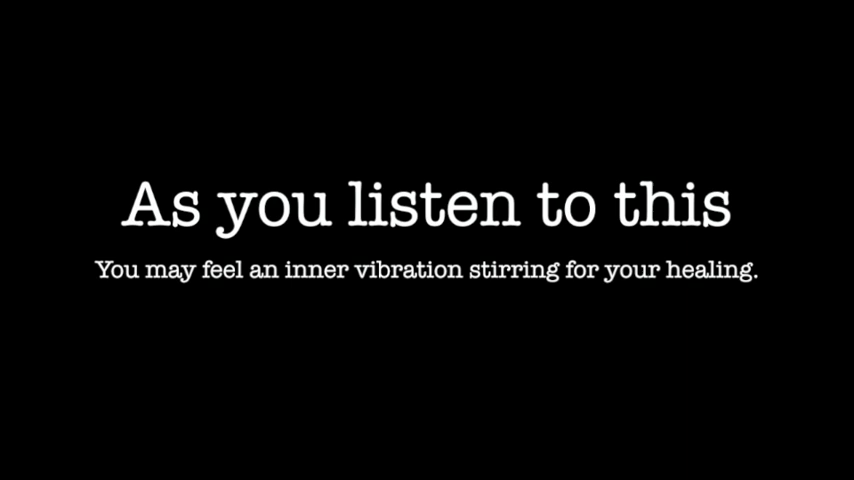 As you listen to this
You may feel an inner vibration stirring for your healing.